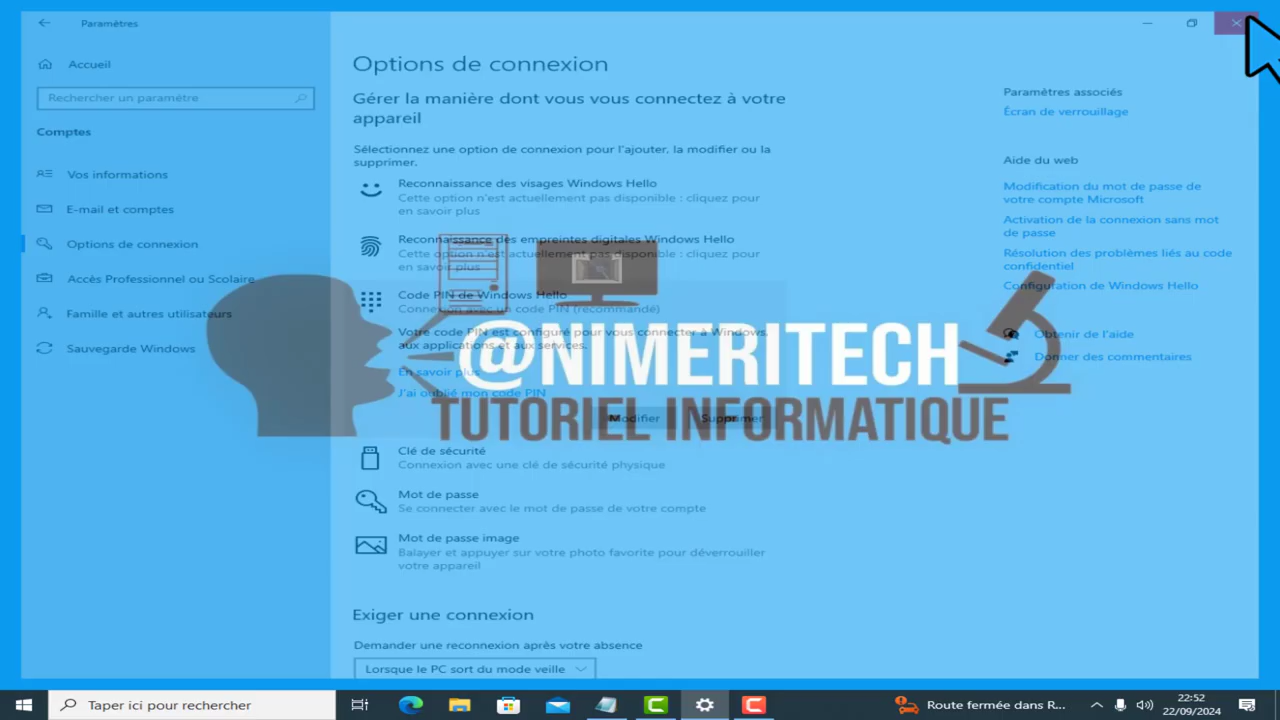 Paramètres
Accueil
Rechercher un paramètre
Comptes
Vos informations
E-mail et comptes
Options de connexion
Accès Professionnel ou Scolaire
Famille et autres utilisateurs
Sauvegarde Windows
Options de connexion
Gérer la manière dont vous vous connectez à votre
appareil
Sélectionnez une option de connexion pour l'ajouter, la modifier ou la
supprimer.
Reconnaissance des visages Windows Hello
Cette option n'est actuellement pas disponible : cliquez pour
en savoir plus
Reconnaissance des empreintes digitales Windows Hello
Cette option n'est actuellement pas disponible : cliquez pour
en savoir plus
Code PIN de Windows Hello
Connexion avec un code PIN (recommandé)
Votre code PIN est configuré pour vous connecter à Windows,
aux applications et aux services.
En savoir plus
J'ai oublié mon code PIN
Modifier
Supprimer
@NIMERITECH
TUTORIEL INFORMATIQUE
Clé de sécurité
Connexion avec une clé de sécurité physique
Mot de passe
Se connecter avec le mot de passe de votre compte
Mot de passe image
Balayer et appuyer sur votre photo favorite pour déverrouiller
votre appareil
Exiger une connexion
Demander une reconnexion après votre absence
Lorsque le PC sort du mode veille
Paramètres associés
Écran de verrouillage
Aide du web
Modification du mot de passe de
votre compte Microsoft
Activation de la connexion sans mot
de passe
Résolution des problèmes liés au code
confidentiel
Configuration de Windows Hello
Obtenir de l'aide
Donner des commentaires
Taper ici pour rechercher
Route fermée dans R...
22:52
22/09/2024